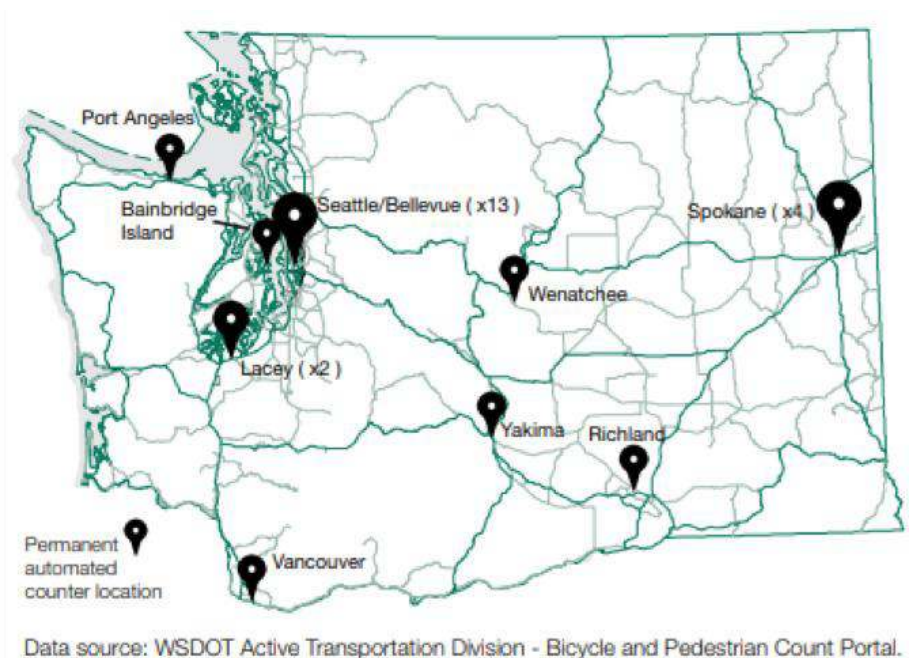 Port Angeles
Bainbridge
Island
Seattle/Bellevue ( x13 )
Spokane ( x4 )
Wenatchee
Lacey ( x2 )
Yakima
Richland
Permanent
automated
counter location
Vancouver
Data source: WSDOT Active Transportation Division - Bicycle and Pedestrian Count Portal.